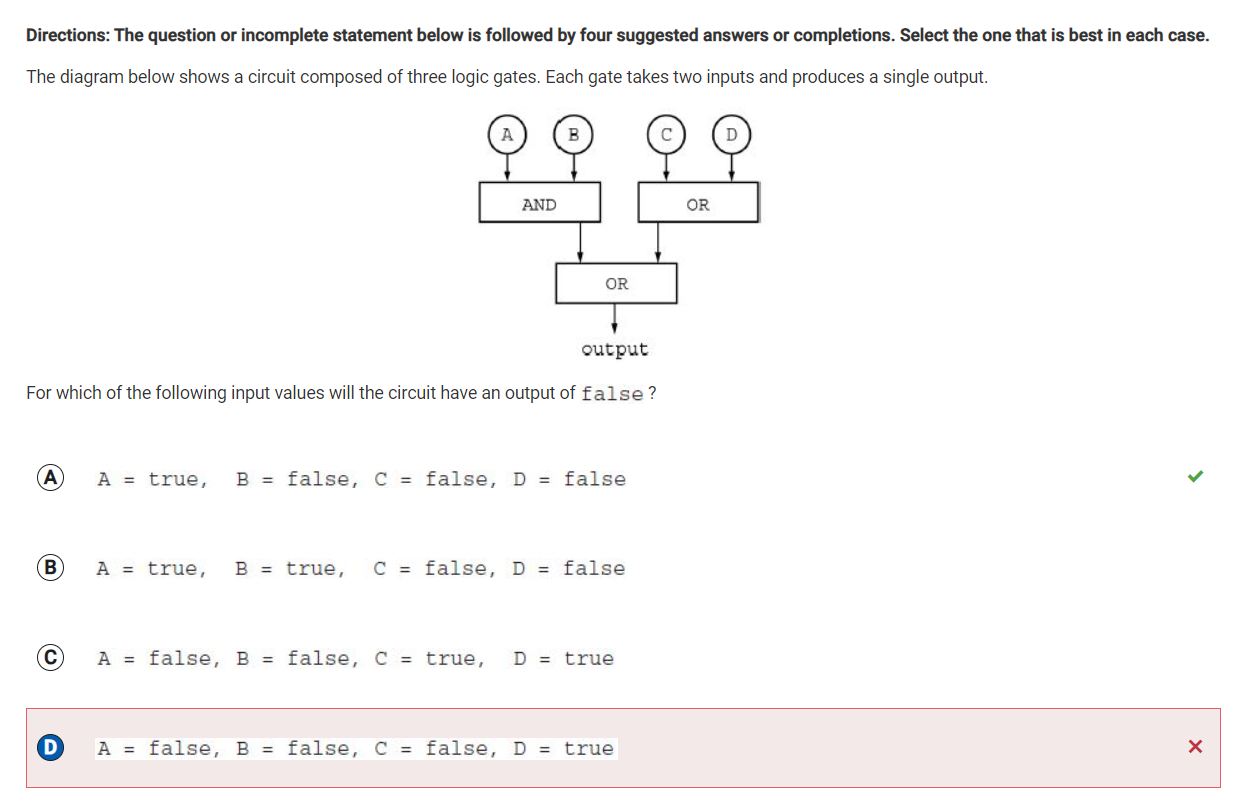 Directions: The question or incomplete statement below is followed by four suggested answers or completions. Select the one that is best in each case.
The diagram below shows a circuit composed of three logic gates. Each gate takes two inputs and produces a single output.
A B C D
AND OR
OR
output
For which of the following input values will the circuit have an output of false ?
A A = true, B = false, C = false, D = false
B A = true, B = true, C = false, D = false
C A = false, B = false, C = true, D = true
D A = false, B = false, C = false, D = true